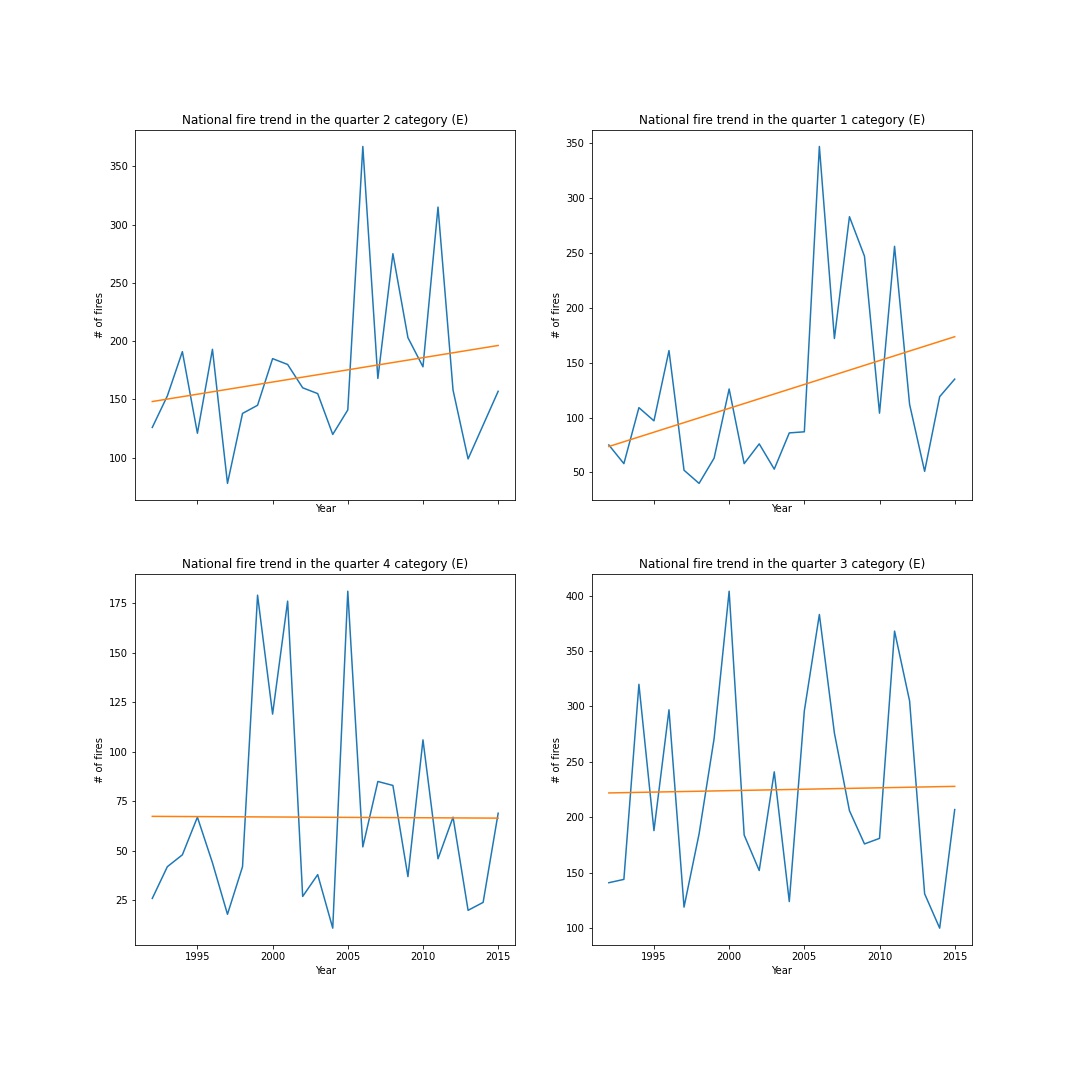 National fire trend in the quarter 2 category (E)
350
300
250
200
150
100
# of fires
Year
National fire trend in the quarter 1 category (E)
350
300
250
200
150
100
50
# of fires
Year
National fire trend in the quarter 4 category (E)
175
150
125
100
75
50
25
# of fires
1995 2000 2005 2010 2015
Year
National fire trend in the quarter 3 category (E)
400
350
300
250
200
150
100
# of fires
1995 2000 2005 2010 2015
Year